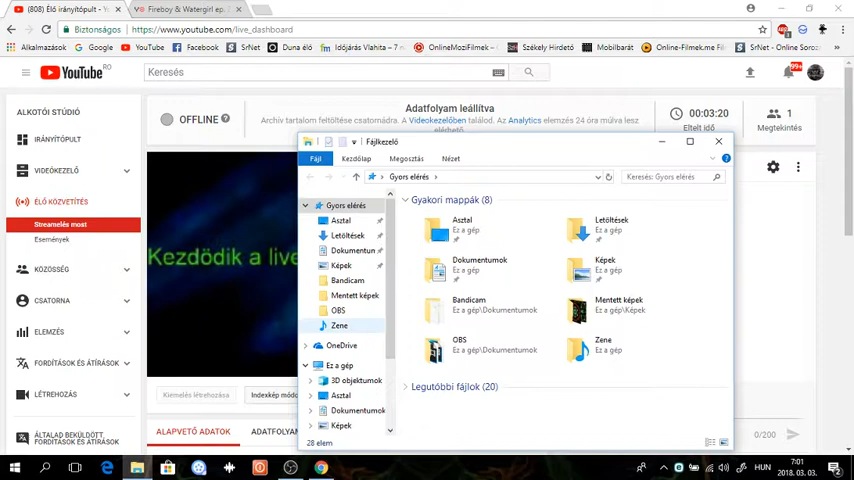 (808) Élő irányítópult:
Fireboy & Watergirl ep.
Biztonságos
https://www.youtube.com/live_dashboard
Alkalmazások
Google
YouTube
Facebook
SrNet
Duna élő
Időjárás Vlahita – 7 n
OnlineMoziFilmek –
Székely Hirdető
Mobilbarát
Online-Filmek.me
SrNet - Online Soroz
YouTube RO
Keresés
99+
ALKOTÓI STÚDIÓ
IRÁNYÍTÓPULT
VIDEÓKEZELŐ
ÉLŐ KÖZVETÍTÉS
Streamelés most
Események
KÖZÖSSÉG
CSATORNA
ELEMZÉS
FORDÍTÁSOK ÉS ÁTÍRÁSOK
LÉTREHOZÁS
ÁLTALAD BEKÜLDÖTT,
FORDÍTÁSOK ÉS ÁTÍRÁSOK
OFFLINE
Adatfolyam leállítva
Archív tartalom feltöltése csatornádra. A
Videokezelőben találod. Az Analytics elemzés 24 óra múlva lesz
elérhető.
00:03:20
Eltelt idő
1
Megtekintés
Kezdödik a live
Kiemelés létrehozása
Indexkép módo
ALAPVETŐ ADATOK
ADATFOLYAM
0/200
Fájlkezelő
Fájl
Kezdőlap
Megosztás
Nézet
Gyors elérés
Keresés: Gyors elérés
Gyors elérés
Asztal
Letöltések
Dokumentun
Képek
Bandicam
Mentett képek
OBS
Zene
OneDrive
Ez a gép
3D objektumok
Asztal
Dokumentumok
Képek
Gyakori mappák (8)
Asztal
Ez a gép
Letöltések
Ez a gép
Dokumentumok
Ez a gép
Képek
Ez a gép
Bandicam
Ez a gép\Dokumentumok
Mentett képek
Ez a gép\Képek
OBS
Ez a gép\Dokumentumok
Zene
Ez a gép
Legutóbbi fájlok (20)
28 elem
HUN
7:01
2018. 03. 03.
2